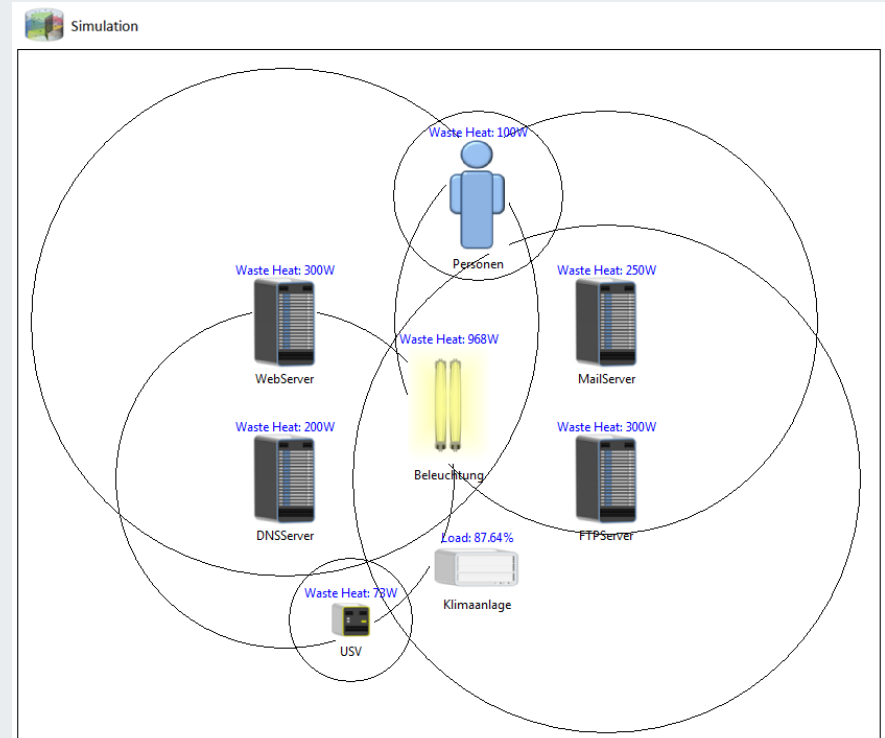 Simulation
Waste Heat: 100W
Personen
Waste Heat: 300W
Waste Heat: 250W
WebServer
Waste Heat: 968W
MailServer
Waste Heat: 200W
Waste Heat: 300W
Beleuchtung
DNSServer
FTPServer
Load: 87.64%
Klimaanlage
Waste Heat: 73W
USV